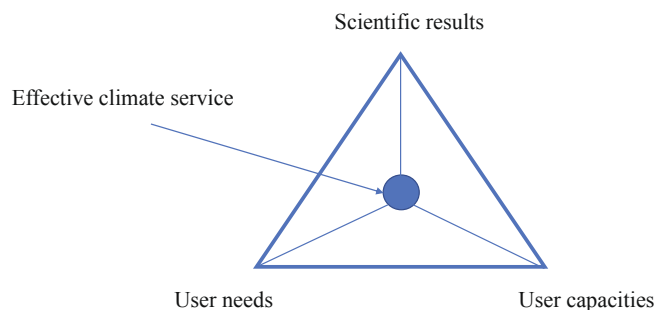 Scientific results
Effective climate service
User needs
User capacities